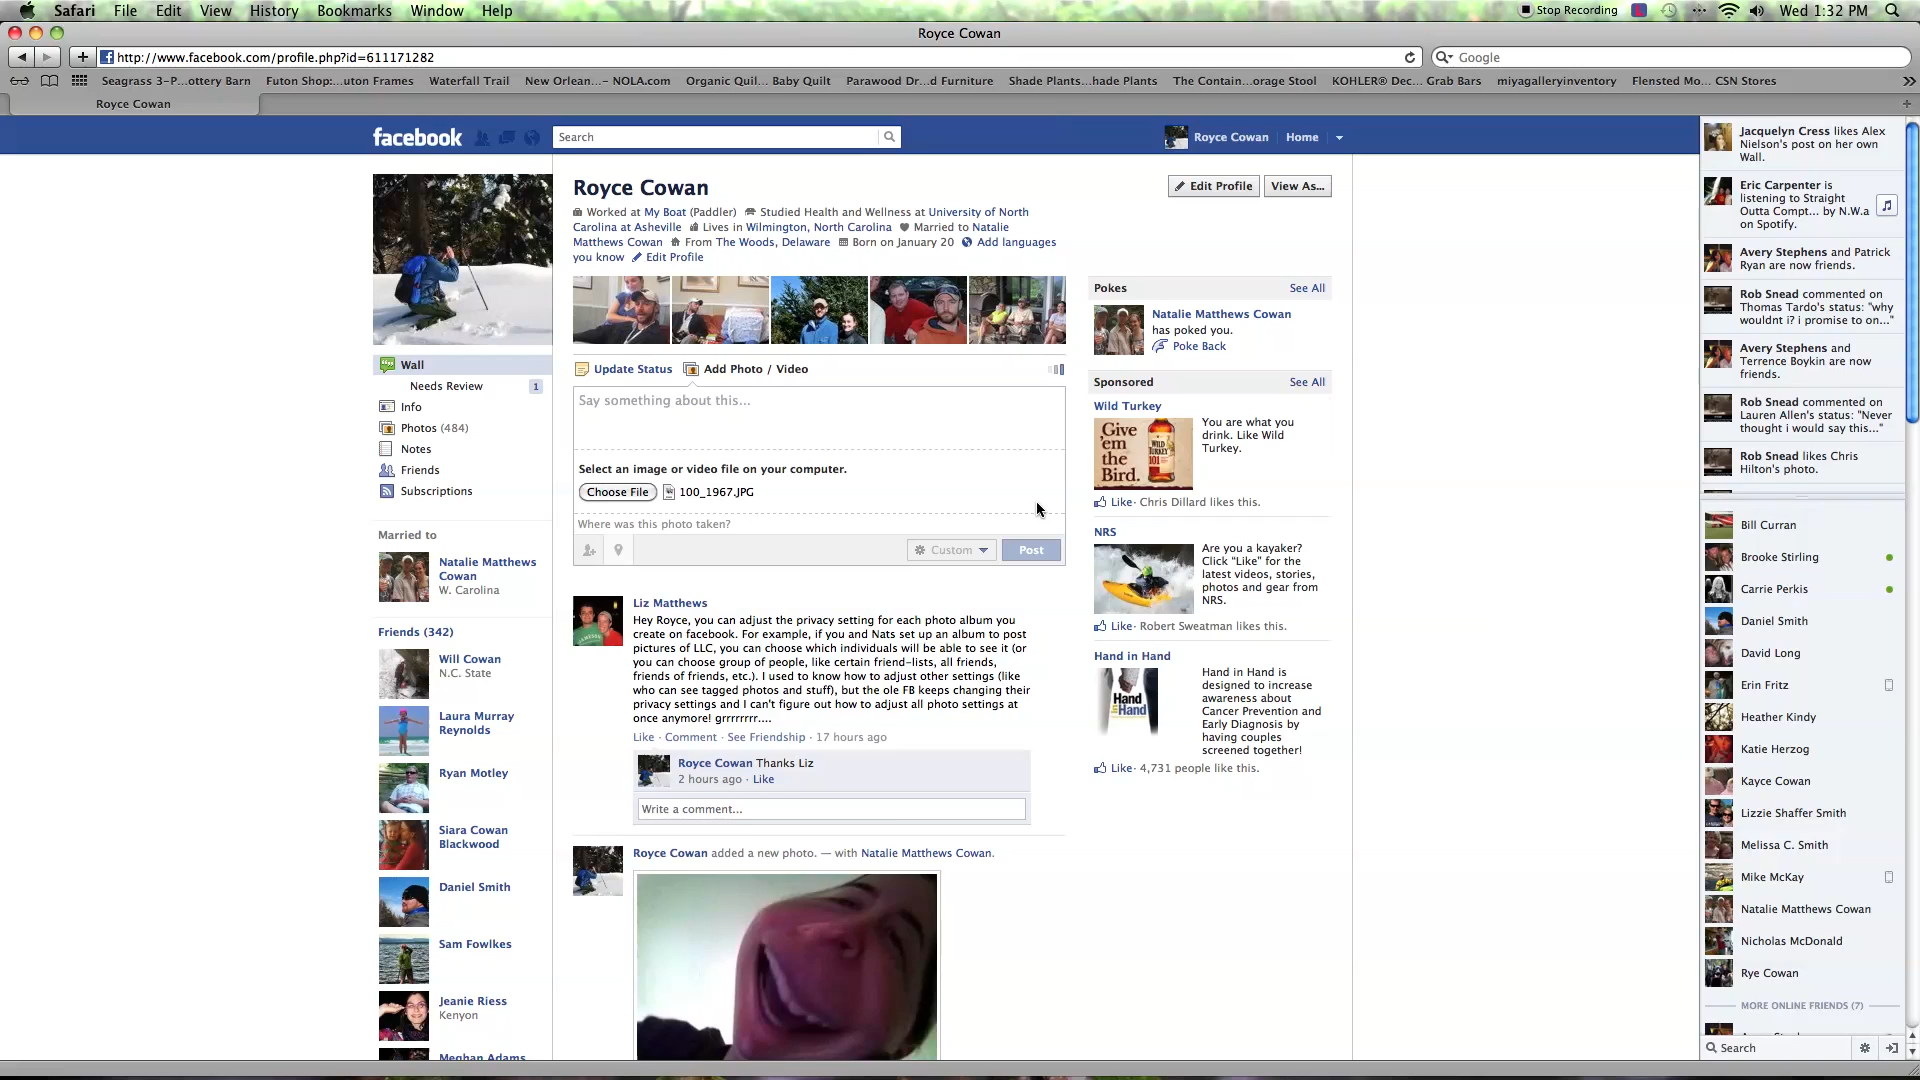 Safari File Edit View History Bookmarks Window Help
Stop Recording Wed 1:32 PM
Royce Cowan
http://www.facebook.com/profile.php?id=611171282
Google
Seagrass 3-P...ottery Barn Futon Shop:...uton Frames Waterfall Trail New Orlean...- NOLA.com Organic Quil... Baby Quilt Parawood Dr...d Furniture Shade Plants...hade Plants The Contain...orage Stool KOHLER® Dec... Grab Bars miyagalleryinventory Flensted Mo... CSN Stores
Royce Cowan
facebook
Search
Royce Cowan Home
Royce Cowan
Edit Profile View As...
Worked at My Boat (Paddler) Studied Health and Wellness at University of North
Carolina at Asheville Lives in Wilmington, North Carolina Married to Natalie
Matthews Cowan From The Woods, Delaware Born on January 20 Add languages
you know Edit Profile
Wall
Needs Review 1
Info
Photos (484)
Notes
Friends
Subscriptions
Married to
Natalie Matthews
Cowan
W. Carolina
Friends (342)
Will Cowan
N.C. State
Laura Murray
Reynolds
Ryan Motley
Siara Cowan
Blackwood
Daniel Smith
Sam Fowlkes
Jeanie Riess
Kenyon
Meghan Adams
Update Status Add Photo / Video
Say something about this...
Select an image or video file on your computer.
Choose File 100_1967.JPG
Where was this photo taken?
Custom Post
Liz Matthews
Hey Royce, you can adjust the privacy setting for each photo album you
create on facebook. For example, if you and Nats set up an album to post
pictures of LLC, you can choose which individuals will be able to see it (or
you can choose group of people, like certain friend-lists, all friends,
friends of friends, etc.). I used to know how to adjust other settings (like
who can see tagged photos and stuff), but the ole FB keeps changing their
privacy settings and I can't figure out how to adjust all photo settings at
once anymore! grrrrrrr....
Like · Comment · See Friendship · 17 hours ago
Royce Cowan Thanks Liz
2 hours ago · Like
Write a comment...
Royce Cowan added a new photo. — with Natalie Matthews Cowan.
Pokes See All
Natalie Matthews Cowan
has poked you.
Poke Back
Sponsored See All
Wild Turkey
Give
'em
the
Bird.
WILD
TURKEY
101
You are what you
drink. Like Wild
Turkey.
Like · Chris Dillard likes this.
NRS
Are you a kayaker?
Click "Like" for the
latest videos, stories,
photos and gear from
NRS.
Like · Robert Sweatman likes this.
Hand in Hand
Hand
in Hand
Hand in Hand is
designed to increase
awareness about
Cancer Prevention and
Early Diagnosis by
having couples
screened together!
Like · 4,731 people like this.
Jacquelyn Cress likes Alex
Nielson's post on her own
Wall.
Eric Carpenter is
listening to Straight
Outta Compt... by N.W.a
on Spotify.
Avery Stephens and Patrick
Ryan are now friends.
Rob Snead commented on
Thomas Tardo's status: "why
wouldnt i? i promise to on..."
Avery Stephens and
Terrence Boykin are now
friends.
Rob Snead commented on
Lauren Allen's status: "Never
thought i would say this..."
Rob Snead likes Chris
Hilton's photo.
Bill Curran
Brooke Stirling
Carrie Perkis
Daniel Smith
David Long
Erin Fritz
Heather Kindy
Katie Herzog
Kayce Cowan
Lizzie Shaffer Smith
Melissa C. Smith
Mike McKay
Natalie Matthews Cowan
Nicholas McDonald
Rye Cowan
MORE ONLINE FRIENDS (7)
Search